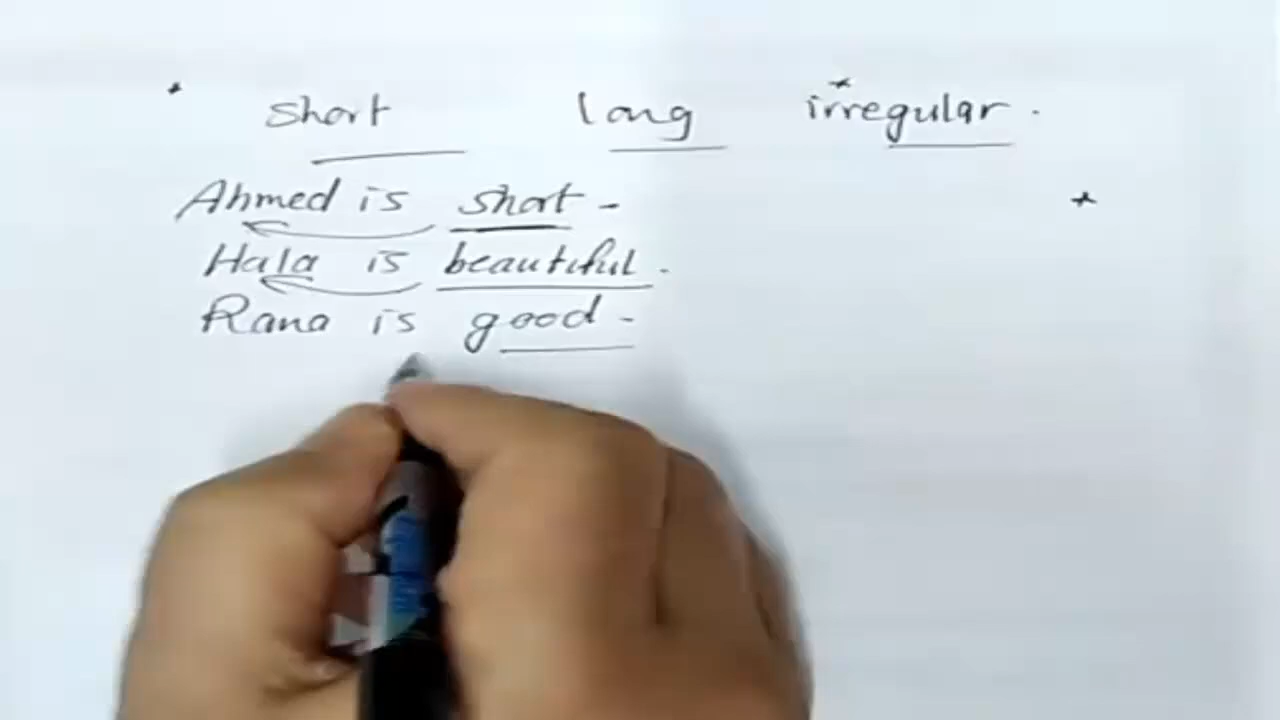 short long irregular.
Ahmed is short.
Hala is beautiful.
Rana is good.